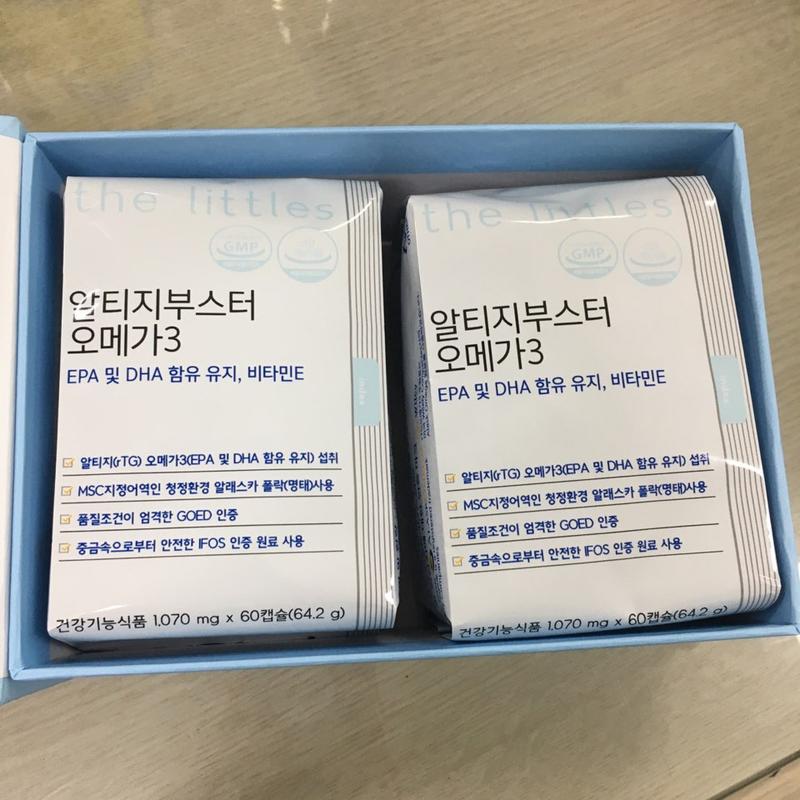 the littles
GMP
알티지부스터
오메가3
EPA 및 DHA 함유 유지, 비타민E
알티지(rTG) 오메가3(EPA 및 DHA 함유 유지) 섭취
MSC지정어역인 청정환경 알래스카 폴락(명태)사용
품질조건이 엄격한 GOED 인증
중금속으로부터 안전한 IFOS 인증 원료 사용
건강기능식품 1,070 mg x 60캡슐(64.2 g)
the littles
GMP
알티지부스터
오메가3
EPA 및 DHA 함유 유지, 비타민E
알티지(rTG) 오메가3(EPA 및 DHA 함유 유지) 섭취
MSC지정어역인 청정환경 알래스카 폴락(명태)사용
품질조건이 엄격한 GOED 인증
중금속으로부터 안전한 IFOS 인증 원료 사용
건강기능식품 1,070 mg x 60캡슐(64.2 g)